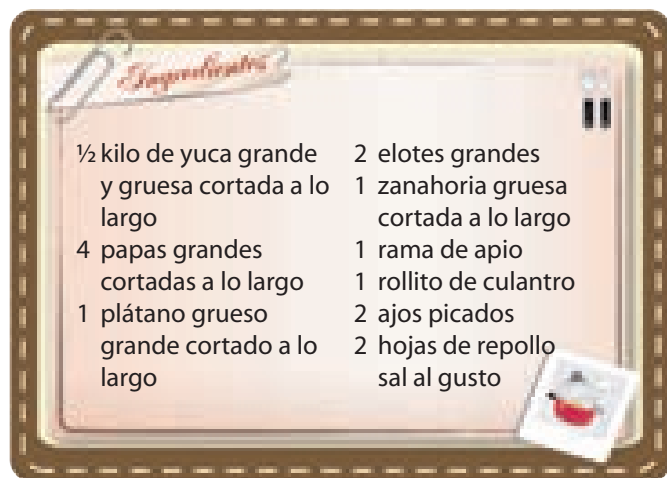 Ingredientes
½ kilo de yuca grande
y gruesa cortada a lo
largo
4 papas grandes
cortadas a lo largo
1 plátano grueso
grande cortado a lo
largo
2 elotes grandes
1 zanahoria gruesa
cortada a lo largo
1 rama de apio
1 rollito de culantro
2 ajos picados
2 hojas de repollo
sal al gusto